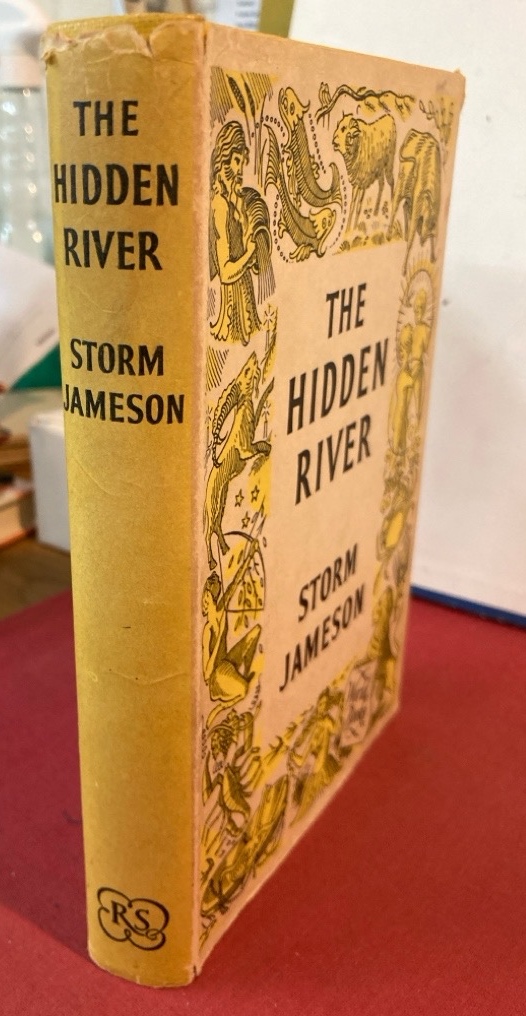 THE
HIDDEN
RIVER
STORM
JAMESON
RS
THE
HIDDEN
RIVER
STORM
JAMESON